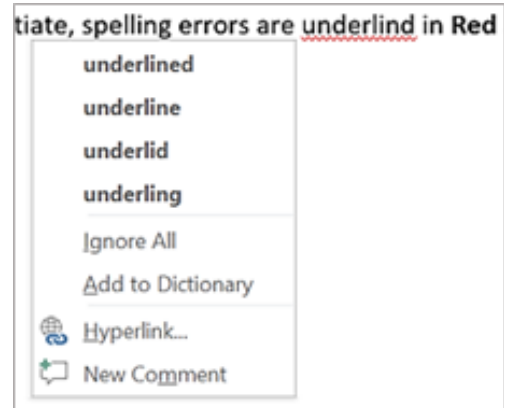 tiate, spelling errors are underlind in Red
underlined
underline
underlid
underling
Ignore All
Add to Dictionary
Hyperlink...
New Comment